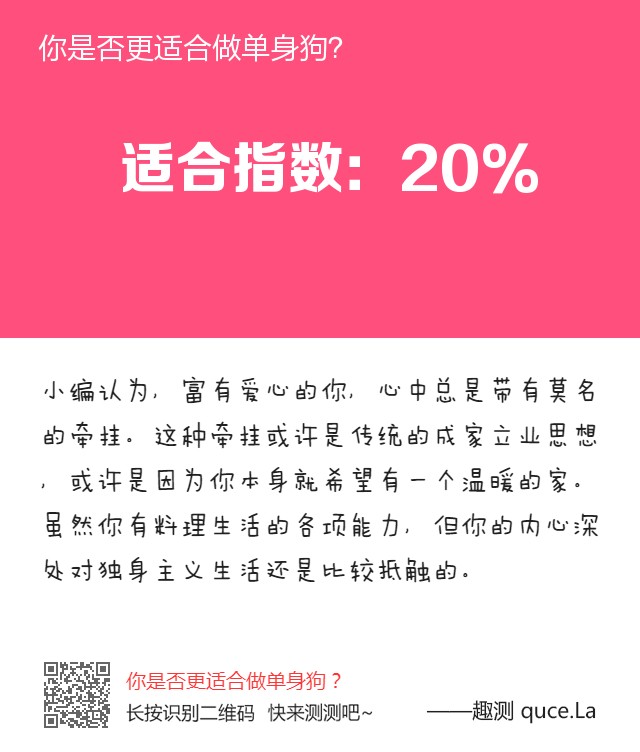 你是否更适合做单身狗?
适合指数: 20%
小编认为, 富有爱心的你, 心中总是带有莫名
的牵挂。这种牵挂或许是传统的成家立业思想
, 或许是因为你本身就希望有一个温暖的家。
虽然你有料理生活的各项能力, 但你的内心深
处对独身主义生活还是比较抵触的。
你是否更适合做单身狗?
长按识别二维码 快来测测吧~
——趣测 quce.La